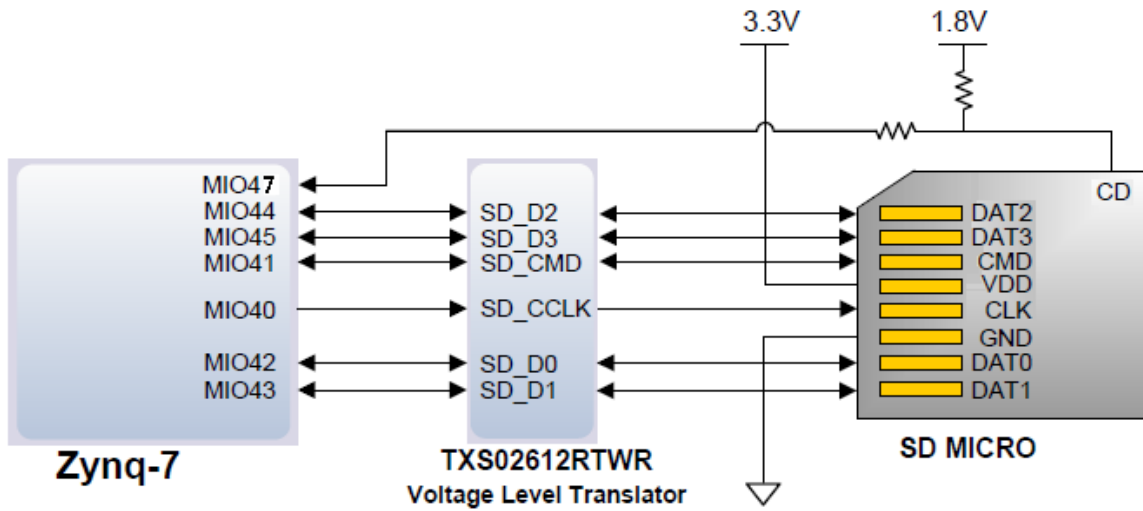 3.3V 1.8V
MIO47 CD
MIO44 SD_D2 DAT2
MIO45 SD_D3 DAT3
MIO41 SD_CMD CMD
VDD
MIO40 SD_CCLK CLK
GND
MIO42 SD_D0 DAT0
MIO43 SD_D1 DAT1
Zynq-7 TXS02612RTWR SD MICRO
Voltage Level Translator